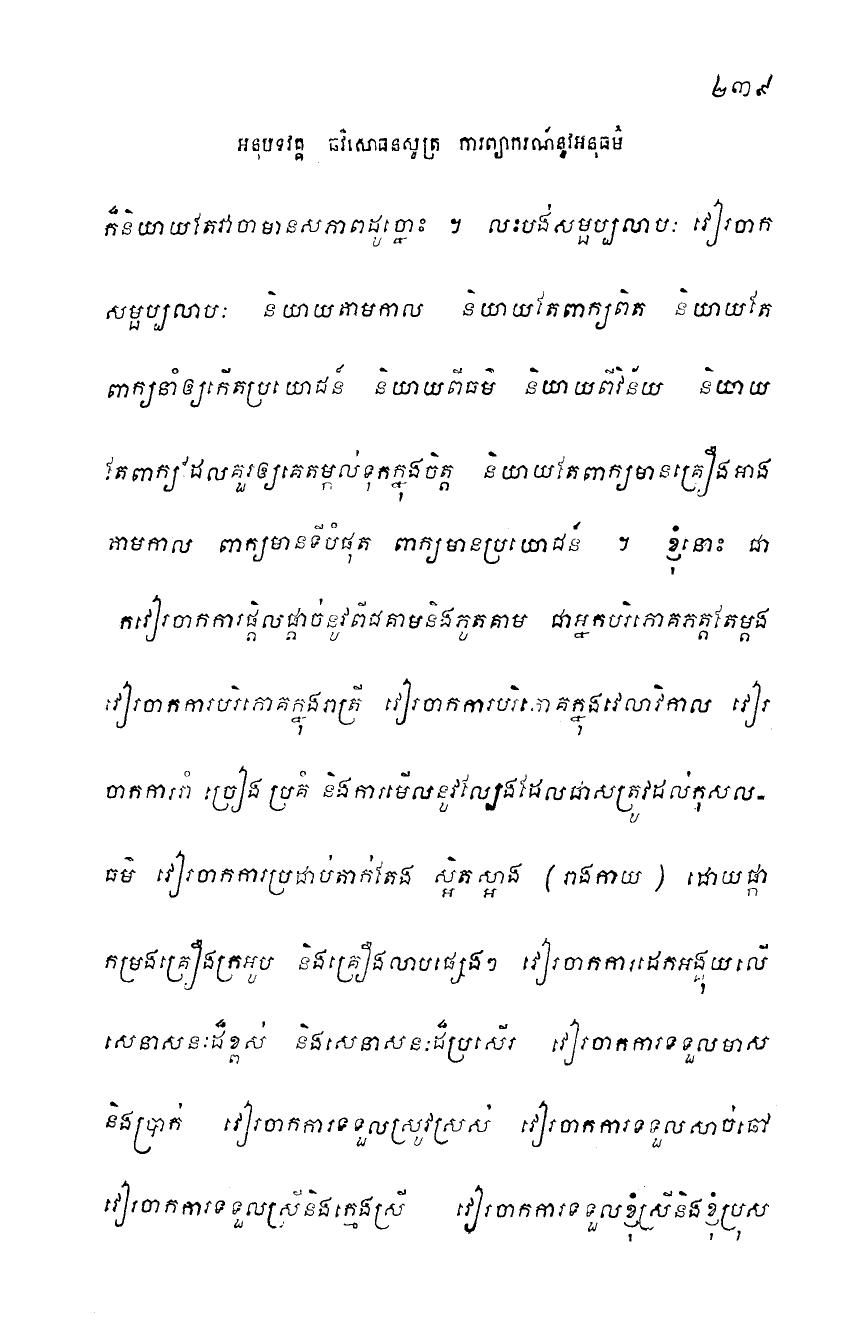 ២៣៩
អនុបទវគ្គ ឆវិសោធនសូត្រ ការព្យាករណ៍នូវអនុធម៌
ក៏និយាយតែវាចាមានសភាពដូច្នោះ ។ លះបង់សម្ផប្បលាបៈ វៀរចាក
សម្ផប្បលាបៈ និយាយតាមកាល និយាយតែពាក្យពិត និយាយតែ
ពាក្យនាំឲ្យកើតប្រយោជន៍ និយាយពីធម៌ និយាយពីវិន័យ និយាយ
តែពាក្យដែលគួរឲ្យគេតម្កល់ទុកក្នុងចិត្ត និយាយតែពាក្យមានគ្រឿងអាង
តាមកាល ពាក្យមានទីបំផុត ពាក្យមានប្រយោជន៍ ។ ខ្ញុំនោះ ជា
កវៀរចាកការផ្តិលផ្តាច់នូវពីជគាមនិងភូតគាម ជាអ្នកបរិភោគភត្តតែម្តង
វៀរចាកការបរិភោគក្នុងរាត្រី វៀរចាកការបរិភោគក្នុងវេលាវិកាល វៀរ
ចាកការរាំ ច្រៀង ប្រគំ និងការមើលនូវល្បែងដែលជាសត្រូវដល់កុសល-
ធម៌ វៀរចាកការប្រដាប់តាក់តែង ស្អិតស្អាង (រាងកាយ) ដោយផ្កា
កម្រងគ្រឿងក្រអូប និងគ្រឿងលាបផ្សេងៗ វៀរចាកការដេកអង្គុយលើ
សេនាសនៈដ៏ខ្ពស់ និងសេនាសនៈដ៏ប្រសើរ វៀរចាកការទទួលមាស
និងប្រាក់ វៀរចាកការទទួលស្រូវស្រស់ វៀរចាកការទទួលសាច់ឆៅ
វៀរចាកការទទួលស្រីនិងក្មេងស្រី វៀរចាកការទទួលខ្ញុំស្រីនិងខ្ញុំប្រុស